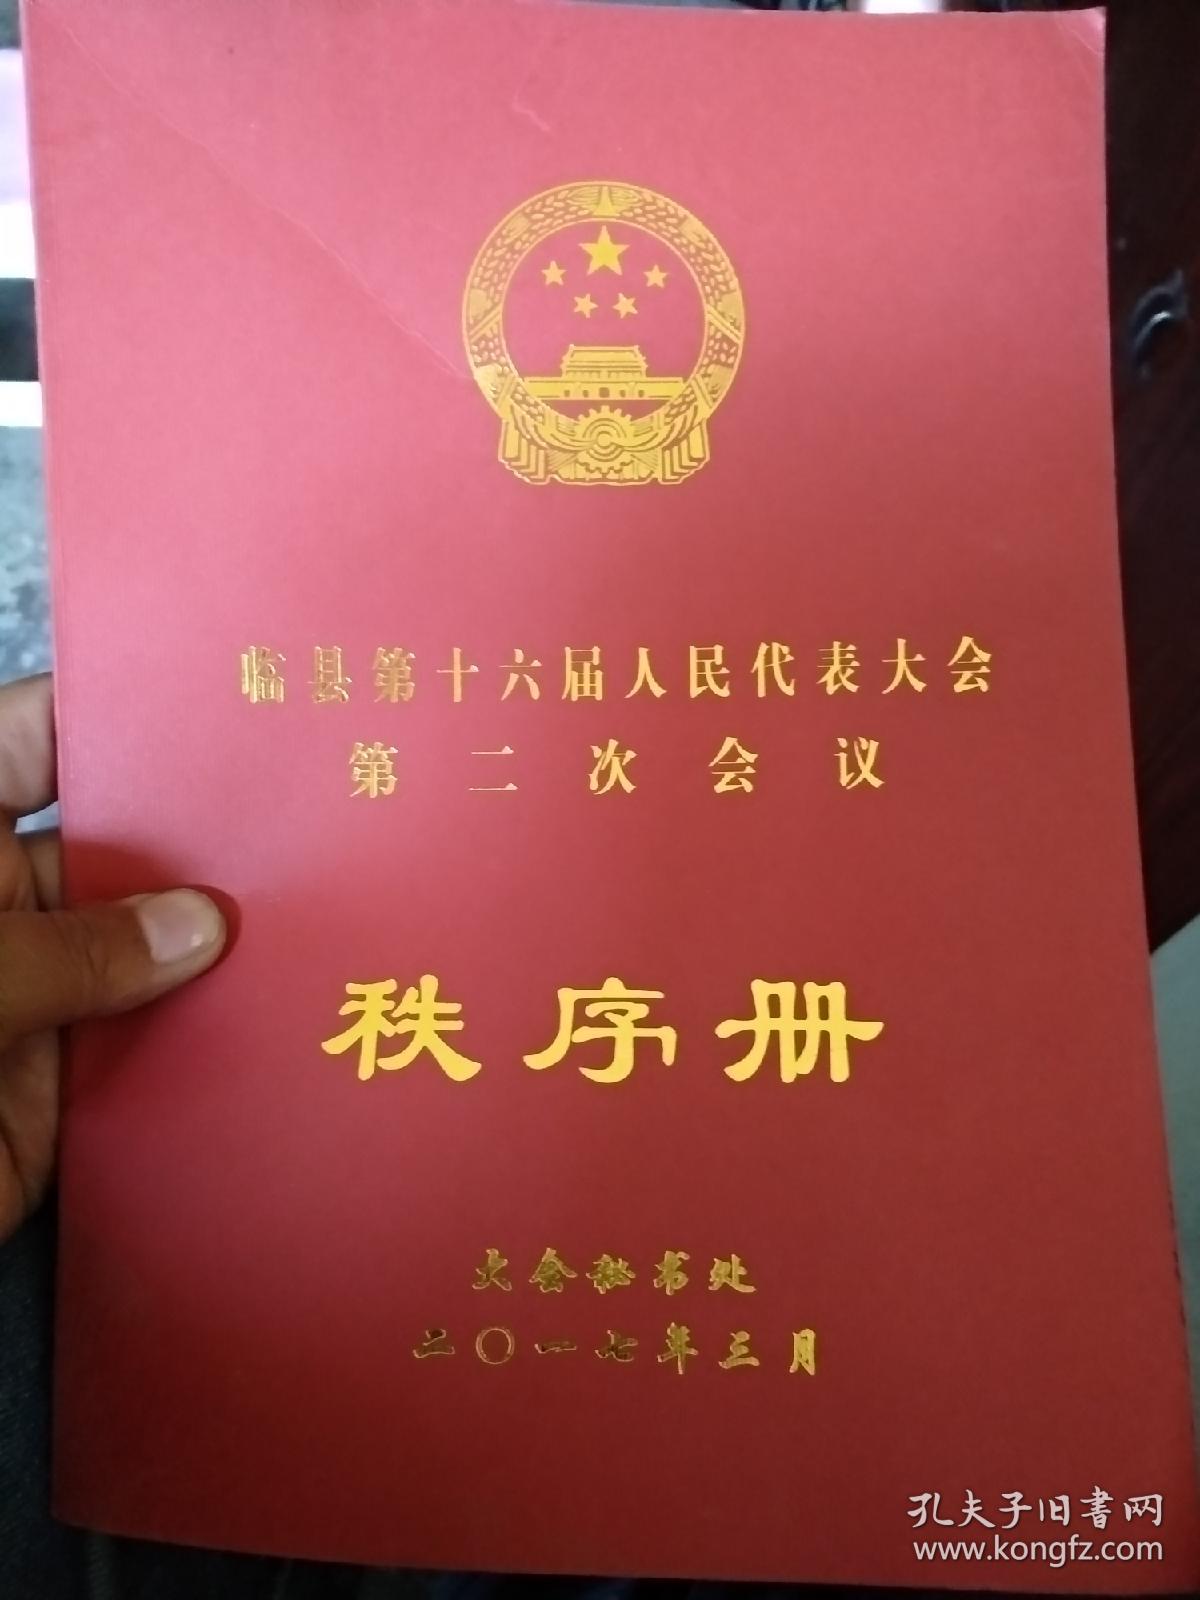 临县第十六届人民代表大会
第二次会议
秩序册
大会秘书处
二〇一七年三月
孔夫子旧書网
www.kongfz.com